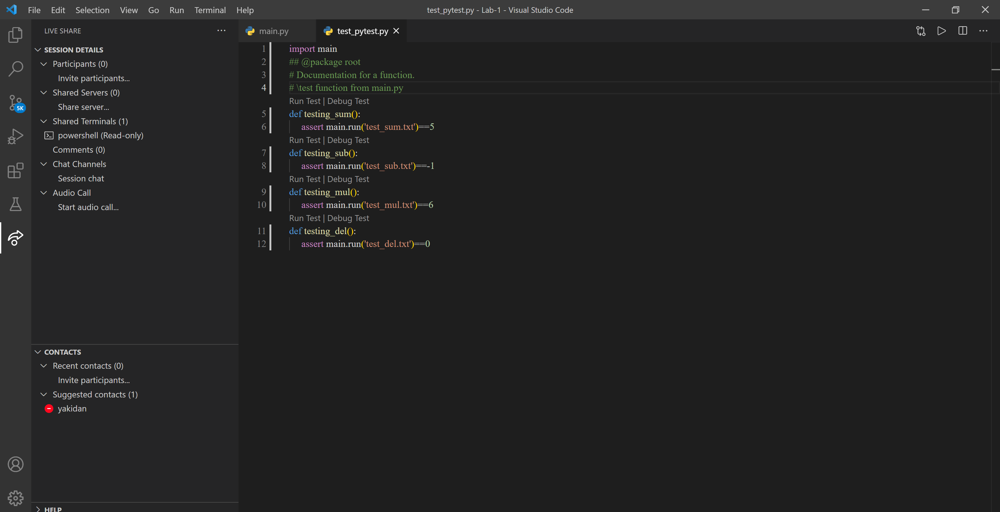 File Edit Selection View Go Run Terminal Help
test_pytest.py - Lab-1 - Visual Studio Code
LIVE SHARE
SESSION DETAILS
Participants (0)
Invite participants...
Shared Servers (0)
Share server...
Shared Terminals (1)
powershell (Read-only)
Comments (0)
Chat Channels
Session chat
Audio Call
Start audio call...
CONTACTS
Recent contacts (0)
Invite participants...
Suggested contacts (1)
yakidan
HELP
5K
main.py
test_pytest.py
1 import main
2 ## @package root
3 # Documentation for a function.
4 # \test function from main.py
Run Test | Debug Test
5 def testing_sum():
6 assert main.run('test_sum.txt')==5
Run Test | Debug Test
7 def testing_sub():
8 assert main.run('test_sub.txt')==-1
Run Test | Debug Test
9 def testing_mul():
10 assert main.run('test_mul.txt')==6
Run Test | Debug Test
11 def testing_del():
12 assert main.run('test_del.txt')==0